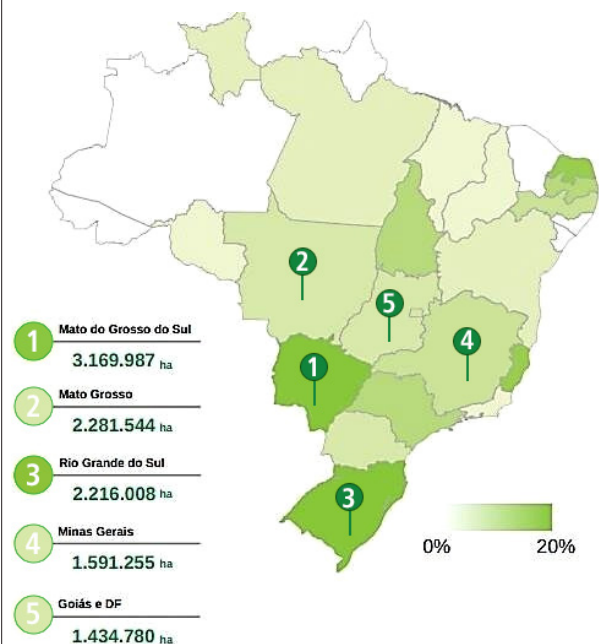 1
Mato do Grosso do Sul
3.169.987 ha
2
Mato Grosso
2.281.544 ha
3
Rio Grande do Sul
2.216.008 ha
4
Minas Gerais
1.591.255 ha
5
Goiás e DF
1.434.780 ha
2
5
4
1
3
0%
20%